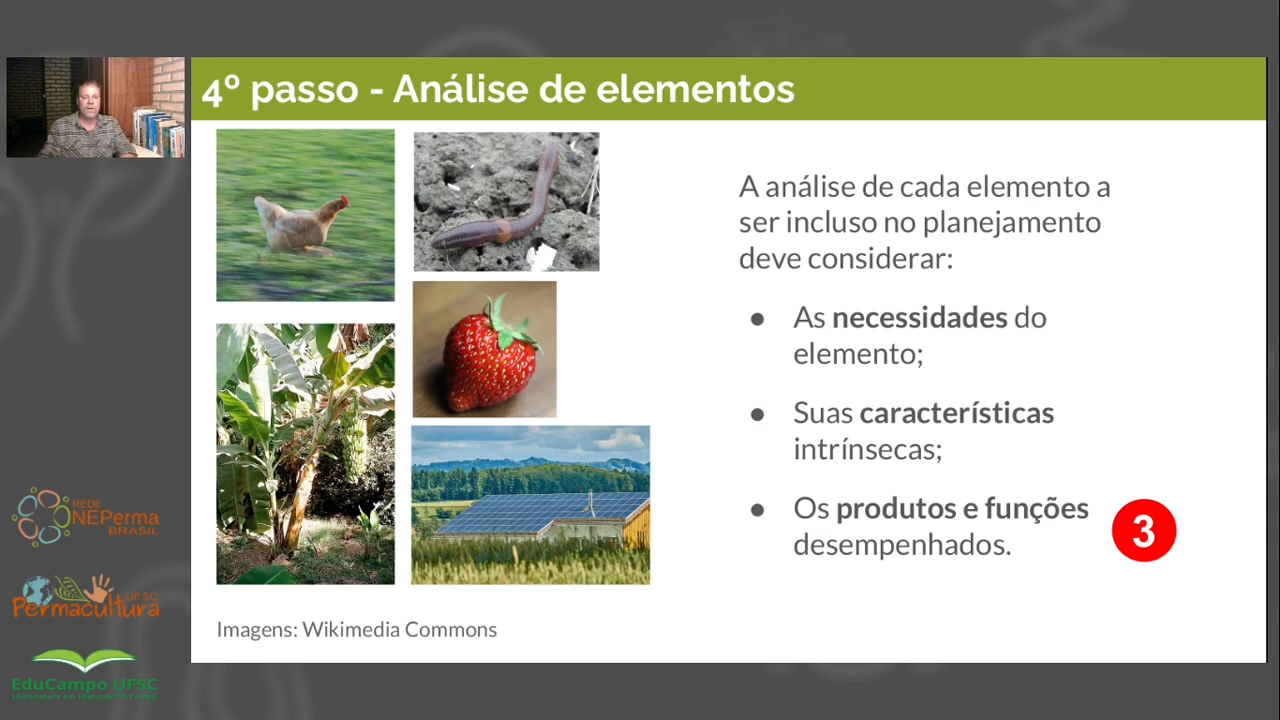 4º passo - Análise de elementos
A análise de cada elemento a
ser incluso no planejamento
deve considerar:
● As necessidades do
elemento;
● Suas características
intrínsecas;
● Os produtos e funções
desempenhados.
3
Imagens: Wikimedia Commons
REDE
NEPerma
BRASIL
UFSC
Permacultura
EduCampo UFSC
Licenciatura em Educação do Campo